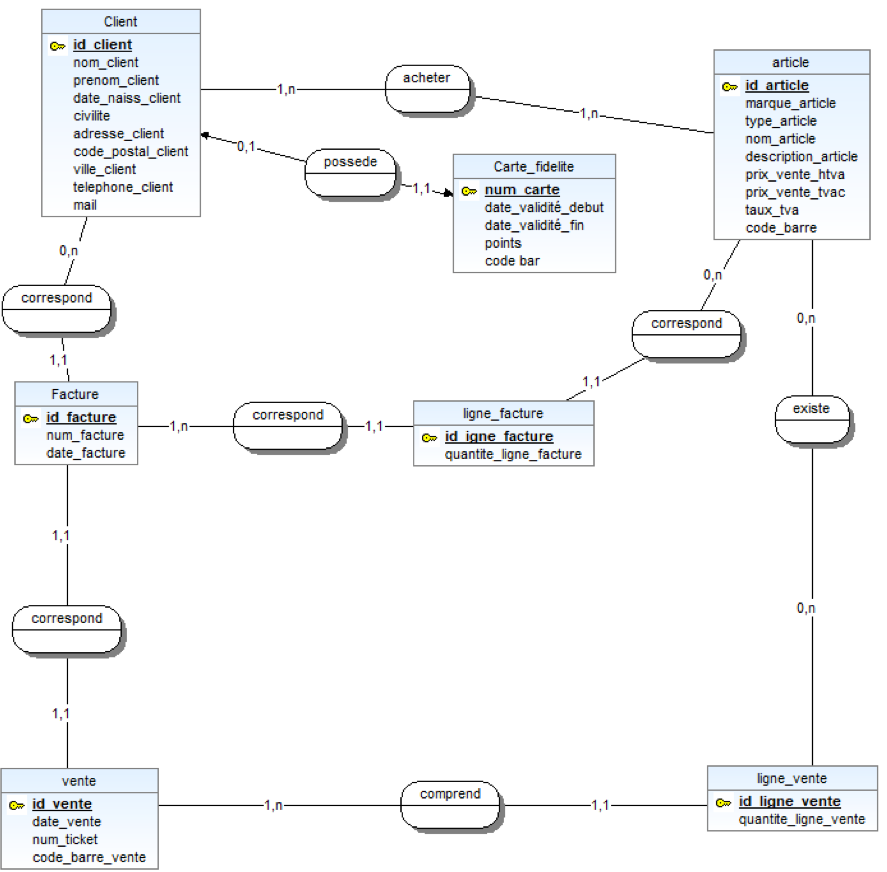 Client
id_client
nom_client
prenom_client
date_naiss_client
civilite
adresse_client
code_postal_client
ville_client
telephone_client
mail
1,n
acheter
1,n
article
id_article
marque_article
type_article
nom_article
description_article
prix_vente_htva
prix_vente_tvac
taux_tva
code_barre
0,1
possede
1,1
Carte_fidelite
num_carte
date_validité_debut
date_validité_fin
points
code bar
0,n
correspond
1,1
0,n
correspond
1,1
0,n
existe
0,n
Facture
id_facture
num_facture
date_facture
1,n
correspond
1,1
ligne_facture
id_igne_facture
quantite_ligne_facture
1,1
correspond
1,1
vente
id_vente
date_vente
num_ticket
code_barre_vente
1,n
comprend
1,1
ligne_vente
id_ligne_vente
quantite_ligne_vente